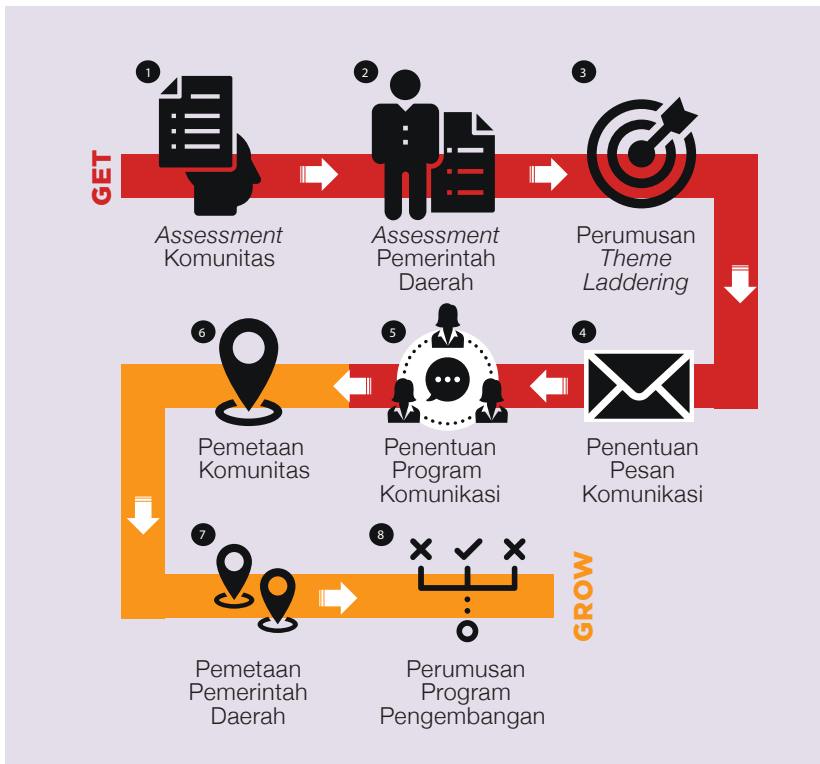 GET
1
Assessment
Komunitas
2
Assessment
Pemerintah
Daerah
3
Perumusan
Theme
Laddering
4
Penentuan
Pesan
Komunikasi
5
Penentuan
Program
Komunikasi
6
Pemetaan
Komunitas
7
Pemetaan
Pemerintah
Daerah
8
Perumusan
Program
Pengembangan
GROW